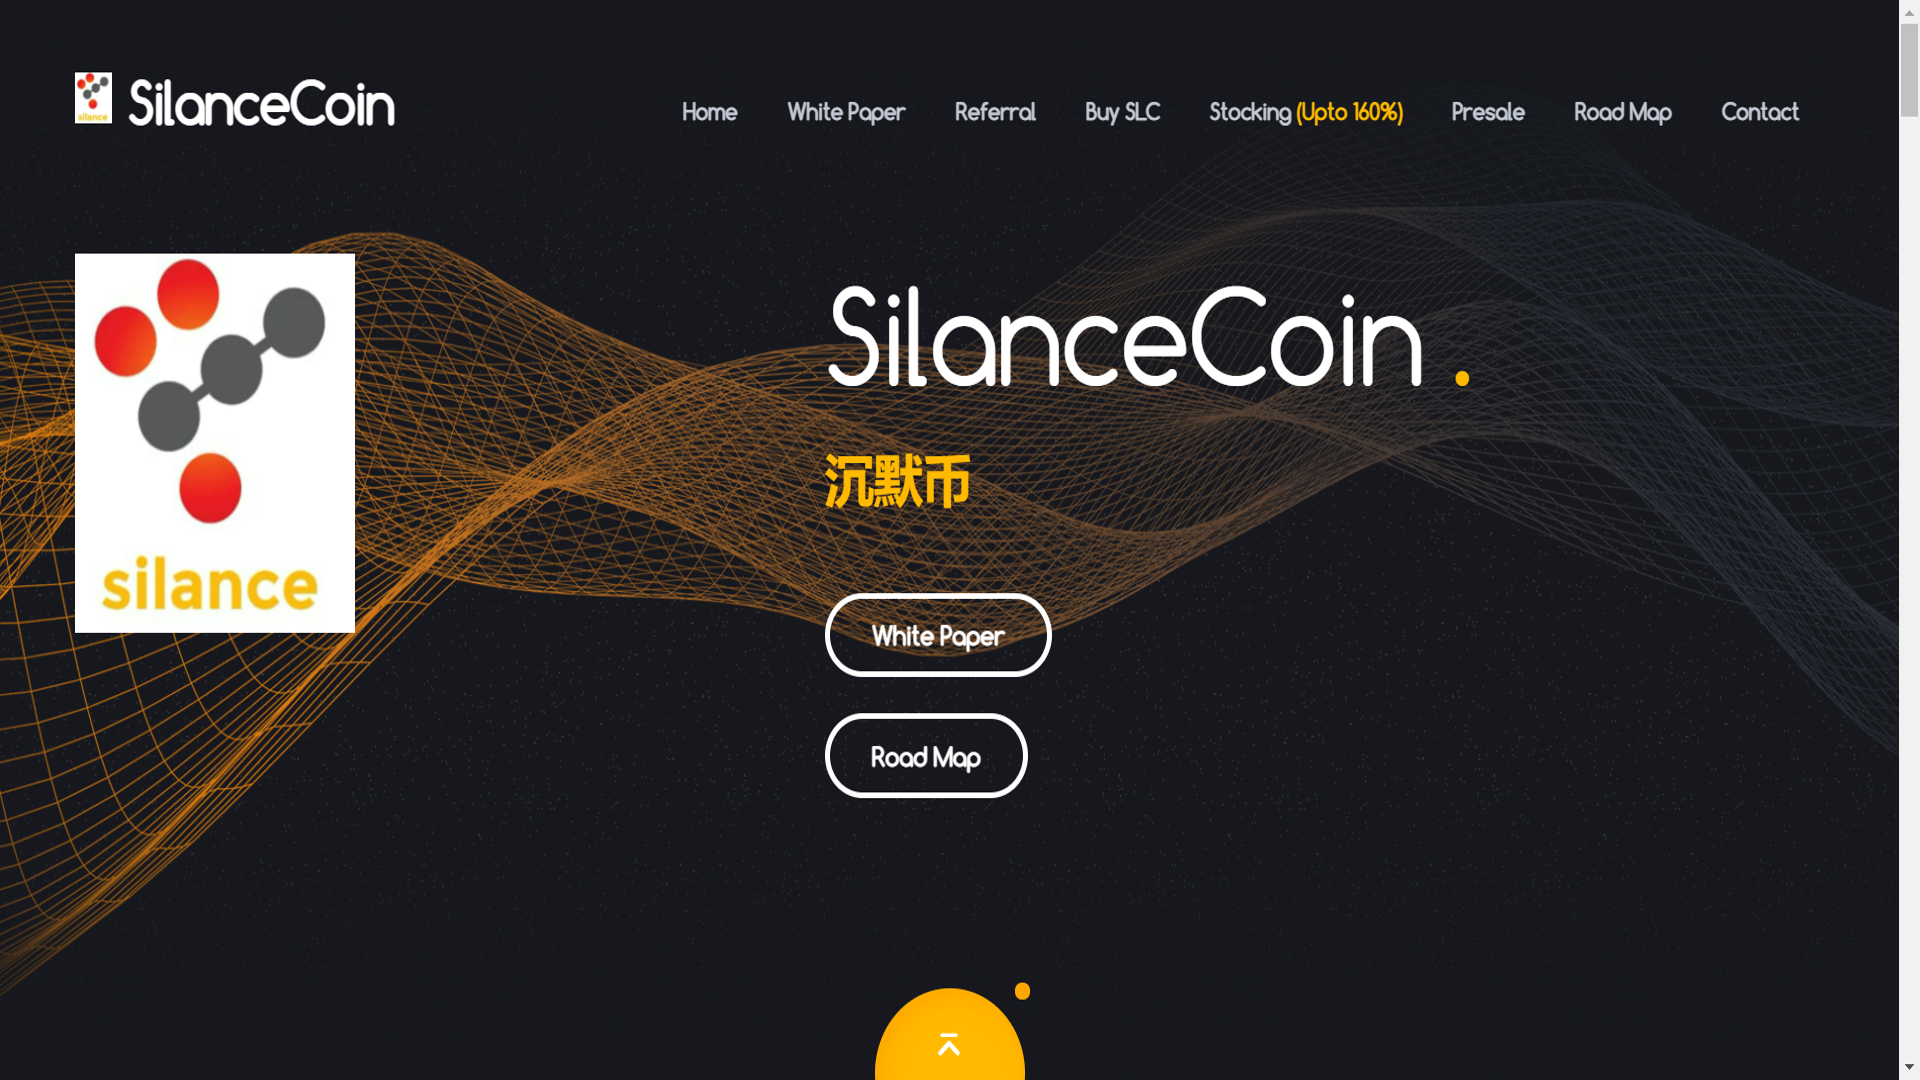 silance
SilanceCoin
Home
White Paper
Referral
Buy SLC
Stocking (Upto 160%)
Presale
Road Map
Contact
silance
SilanceCoin .
沉默币
White Paper
Road Map